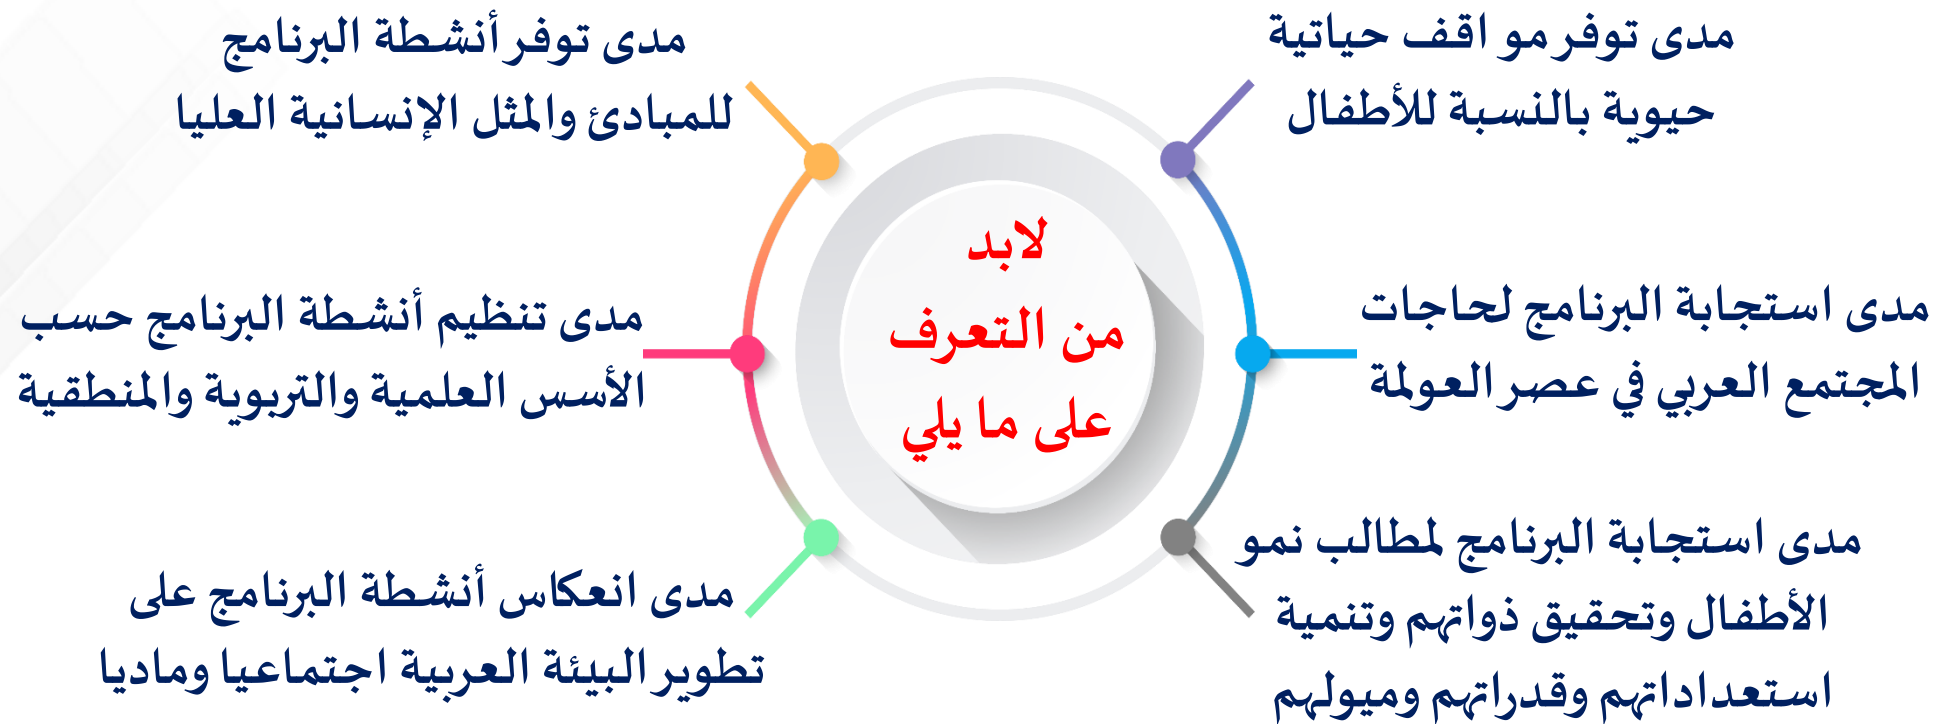 لابد
من التعرف
على ما يلي
مدى توفر مو اقف حياتية
حيوية بالنسبة للأطفال
مدى استجابة البرنامج لحاجات
المجتمع العربي في عصر العولمة
مدى استجابة البرنامج لمطالب نمو
الأطفال وتحقيق ذواتهم وتنمية
استعداداتهم وقدراتهم وميولهم
مدى توفر أنشطة البرنامج
للمبادئ والمثل الإنسانية العليا
مدى تنظيم أنشطة البرنامج حسب
الأسس العلمية والتربوية والمنطقية
مدى انعكاس أنشطة البرنامج على
تطوير البيئة العربية اجتماعيا وماديا